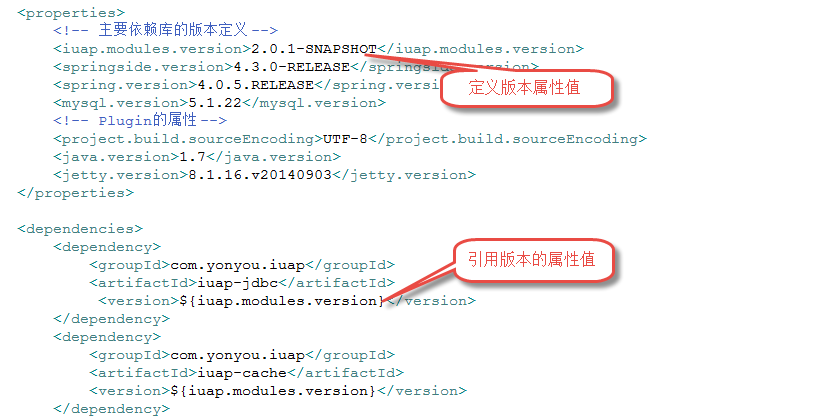 <properties>
<!-- 主要依赖库的版本定义 -->
<iuap.modules.version>2.0.1-SNAPSHOT</iuap.modules.version>
<springside.version>4.3.0-RELEASE</springside.version>
<spring.version>4.0.5.RELEASE</spring.versi
定义版本属性值
<mysql.version>5.1.22</mysql.version>
<!-- Plugin的属性 -->
<project.build.sourceEncoding>UTF-8</project.build.sourceEncoding>
<java.version>1.7</java.version>
<jetty.version>8.1.16.v20140903</jetty.version>
</properties>
<dependencies>
<dependency>
<groupId>com.yonyou.iuap</groupId>
引用版本的属性值
<artifactId>iuap-jdbc</artifactId>
<version>${iuap.modules.version}</version>
</dependency>
<dependency>
<groupId>com.yonyou.iuap</groupId>
<artifactId>iuap-cache</artifactId>
<version>${iuap.modules.version}</version>
</dependency>